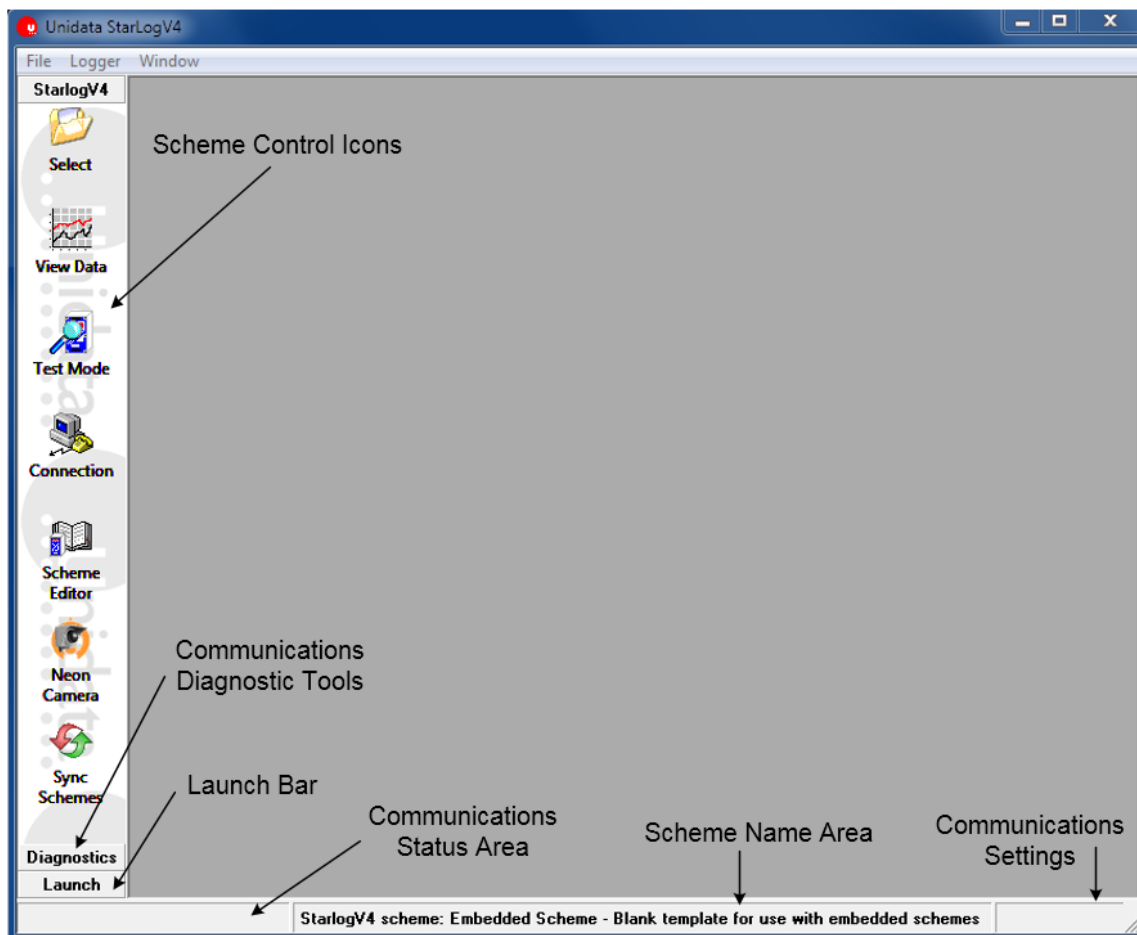 Unidata StarLogV4
File Logger Window
StarlogV4
Select
View Data
Test Mode
Connection
Scheme
Editor
Neon
Camera
Sync
Schemes
Diagnostics
Launch
Scheme Control Icons
Communications
Diagnostic Tools
Launch Bar
Communications
Status Area
Scheme Name Area
Communications
Settings
StarlogV4 scheme: Embedded Scheme - Blank template for use with embedded schemes
Unidata
Unidata